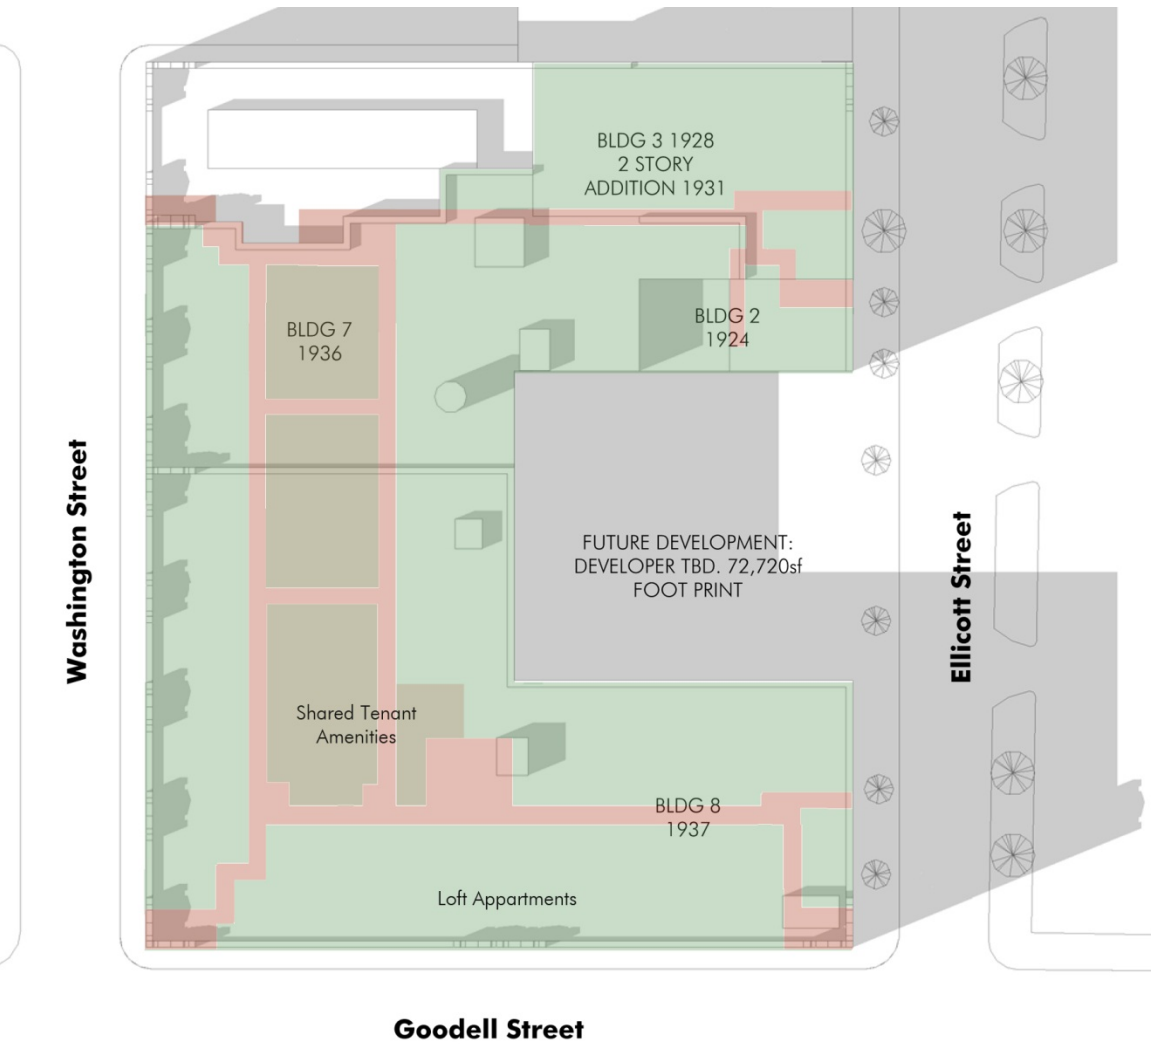 BLDG 3 1928
2 STORY
ADDITION 1931
BLDG 7
1936
BLDG 2
1924
Washington Street
FUTURE DEVELOPMENT:
DEVELOPER TBD. 72,720sf
FOOT PRINT
Ellicott Street
Shared Tenant
Amenities
BLDG 8
1937
Loft Appartments
Goodell Street